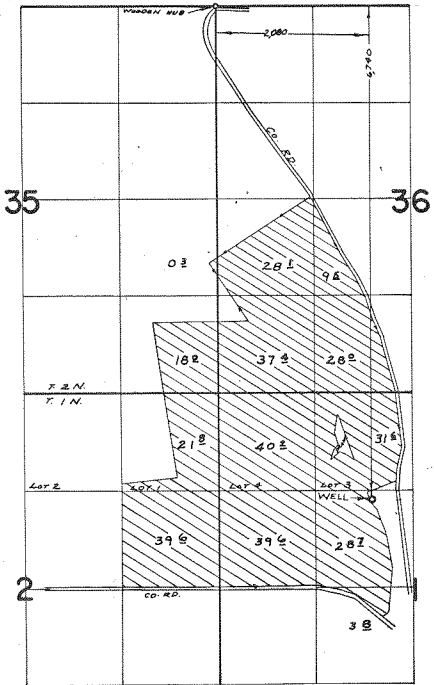 WOODEN HUB
2,080
6,740
CO. RD.
35
36
0 3
28 1
9 6
18 2
37 4
28 0
T. 2 N.
T. 1 N.
21 8
40 2
31 6
LOT 2
LOT 1
LOT 4
LOT 3
WELL
39 6
39 6
28 7
2
1
CO. RD.
3 8